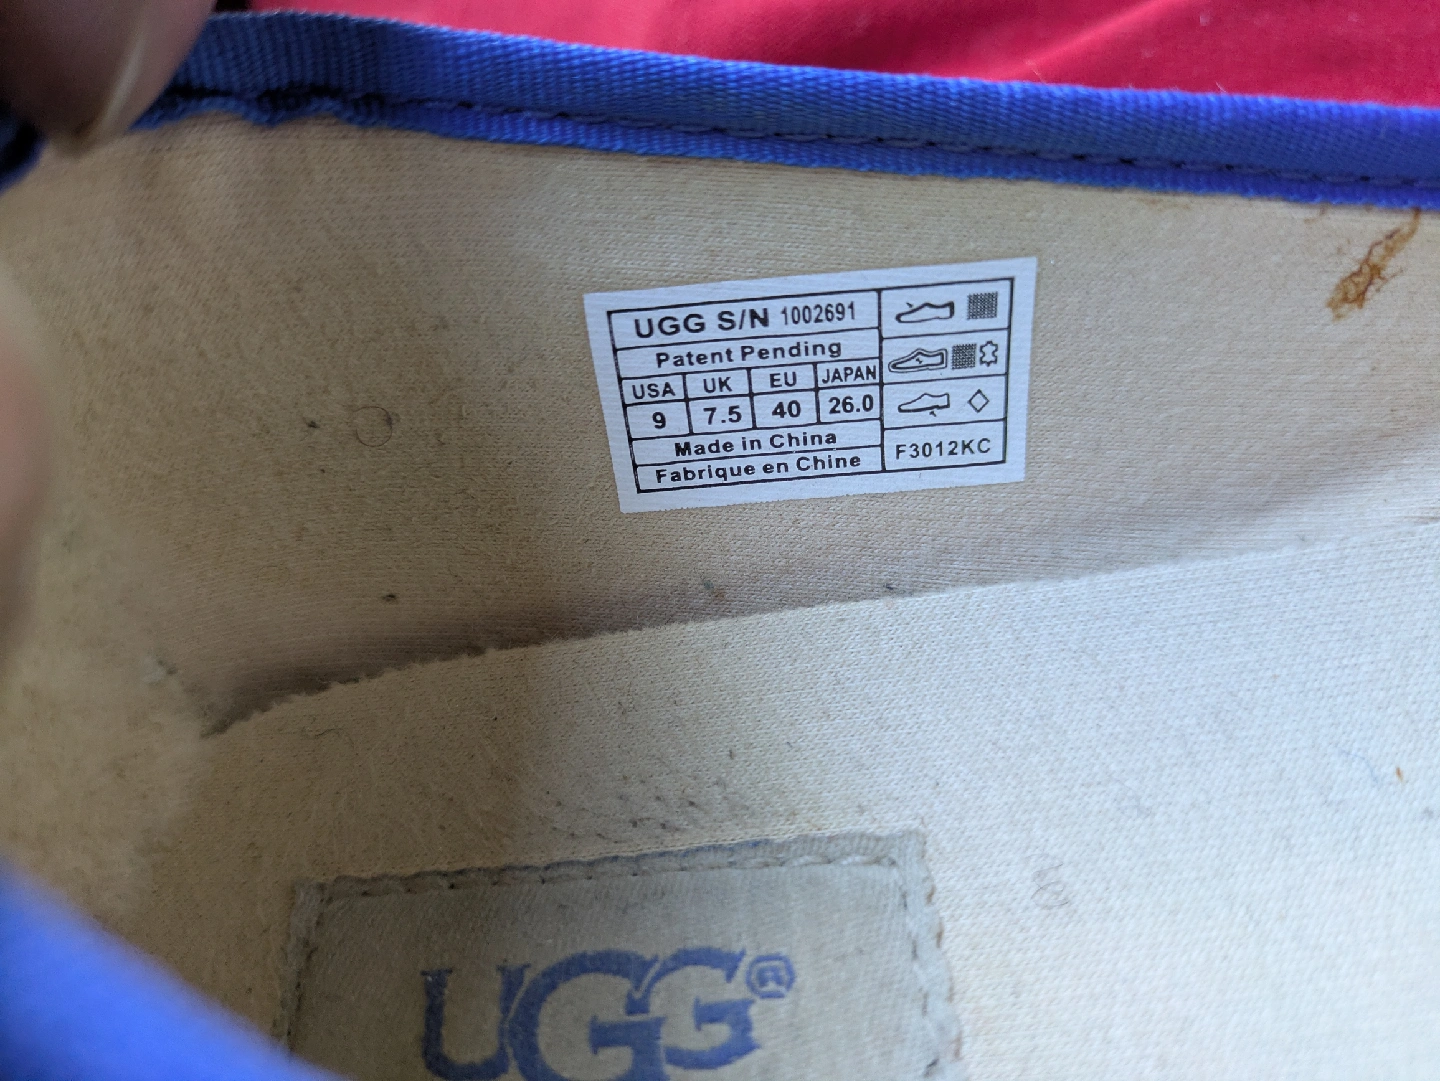 UGG S/N 1002691
Patent Pending
USA UK EU JAPAN
9 7.5 40 26.0
Made in China
Fabrique en Chine
F3012KC
UGG®